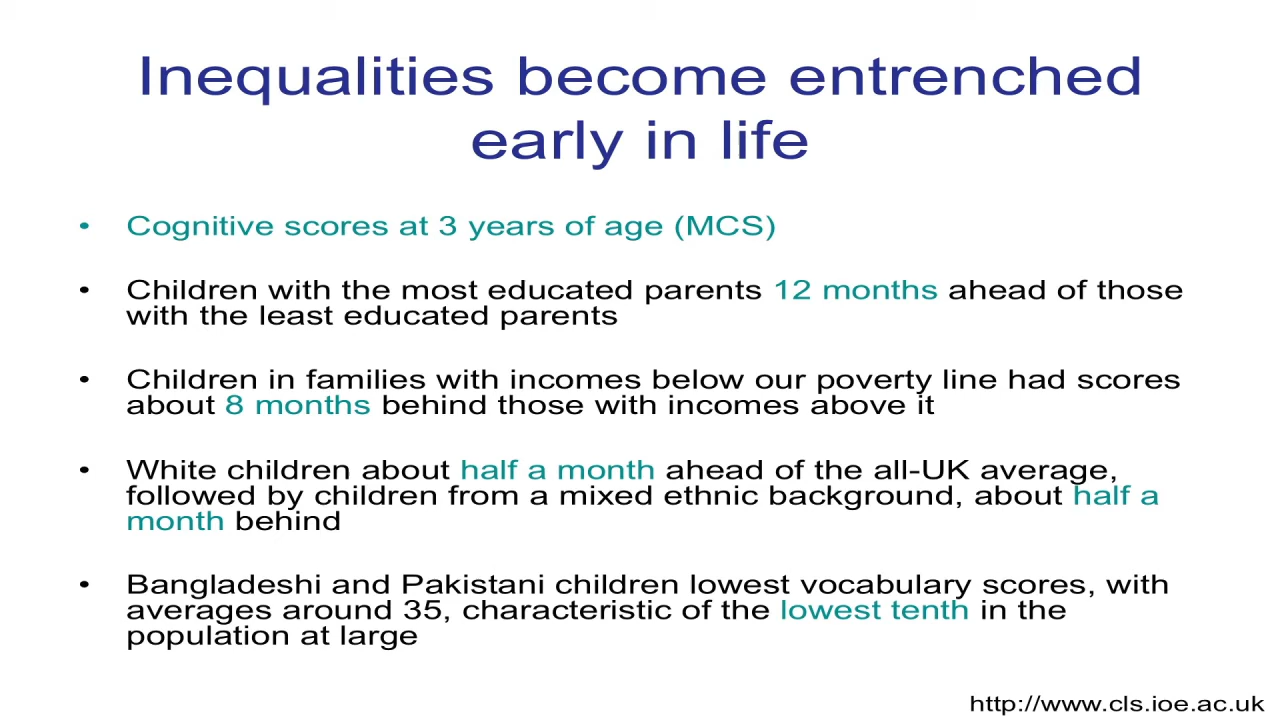 Inequalities become entrenched
early in life
• Cognitive scores at 3 years of age (MCS)
• Children with the most educated parents 12 months ahead of those
with the least educated parents
• Children in families with incomes below our poverty line had scores
about 8 months behind those with incomes above it
• White children about half a month ahead of the all-UK average,
followed by children from a mixed ethnic background, about half a
month behind
• Bangladeshi and Pakistani children lowest vocabulary scores, with
averages around 35, characteristic of the lowest tenth in the
population at large
http://www.cls.ioe.ac.uk